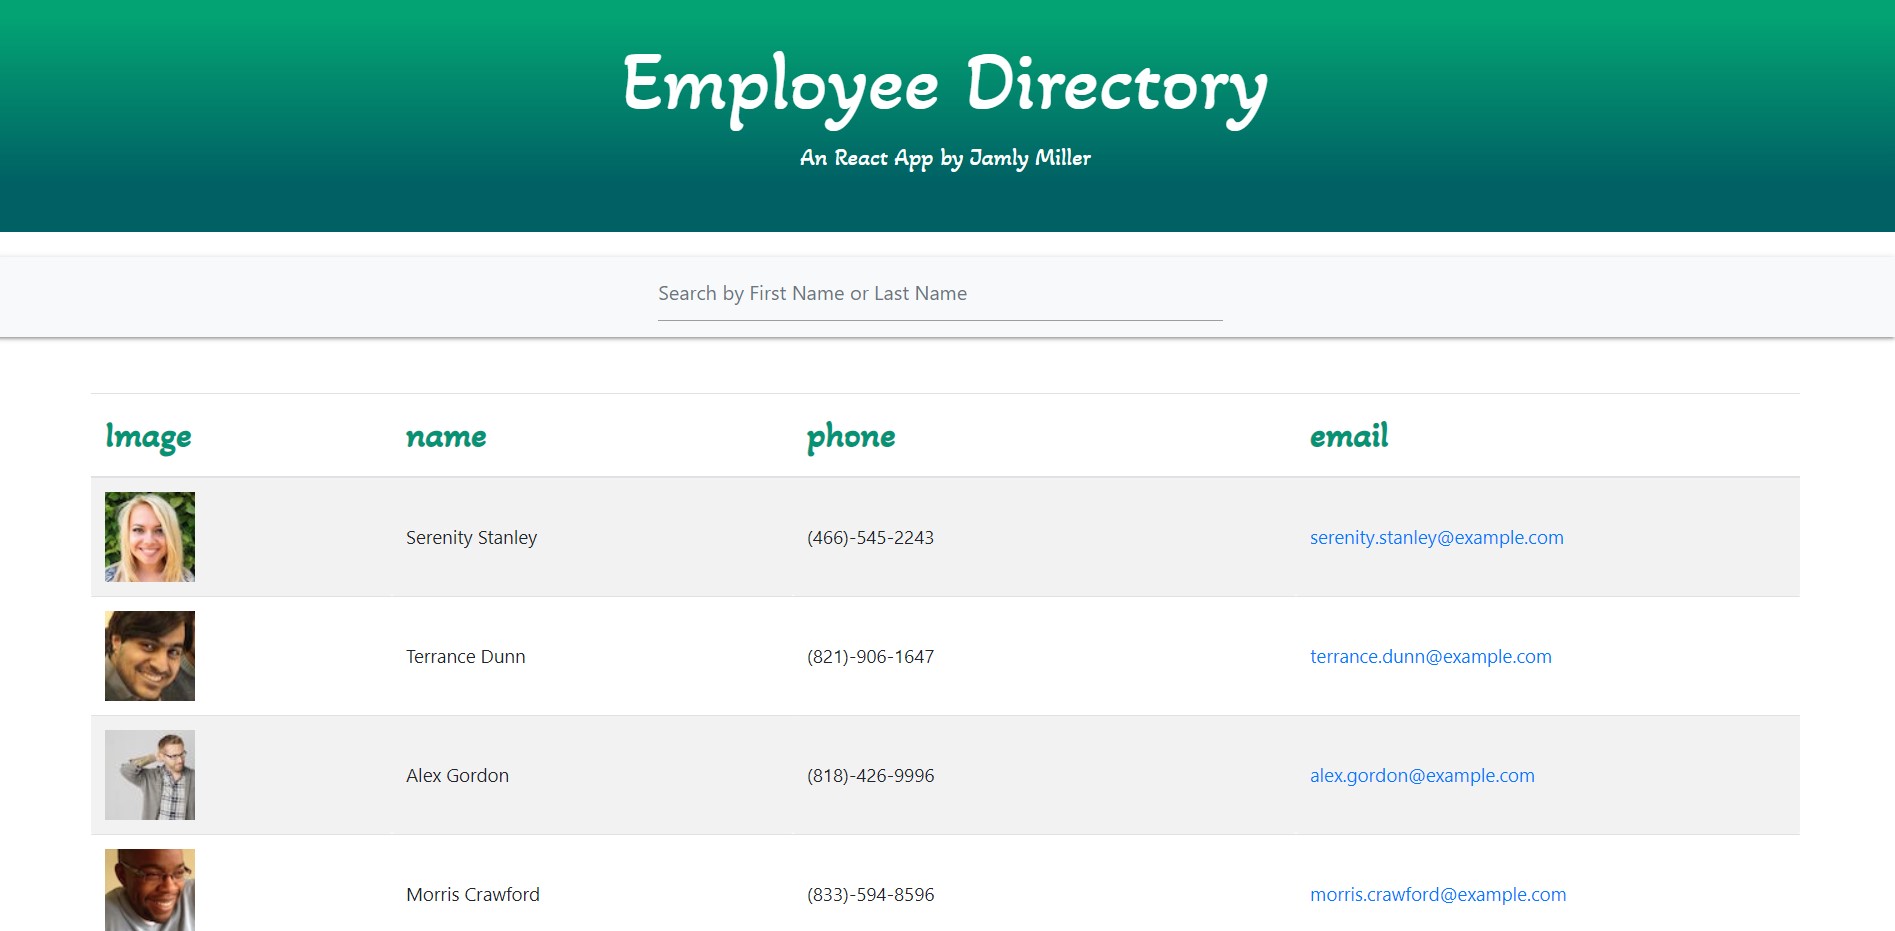 Employee Directory
An React App by Jamly Miller
Search by First Name or Last Name
Image name phone email
Serenity Stanley (466)-545-2243 serenity.stanley@example.com
Terrance Dunn (821)-906-1647 terrance.dunn@example.com
Alex Gordon (818)-426-9996 alex.gordon@example.com
Morris Crawford (833)-594-8596 morris.crawford@example.com